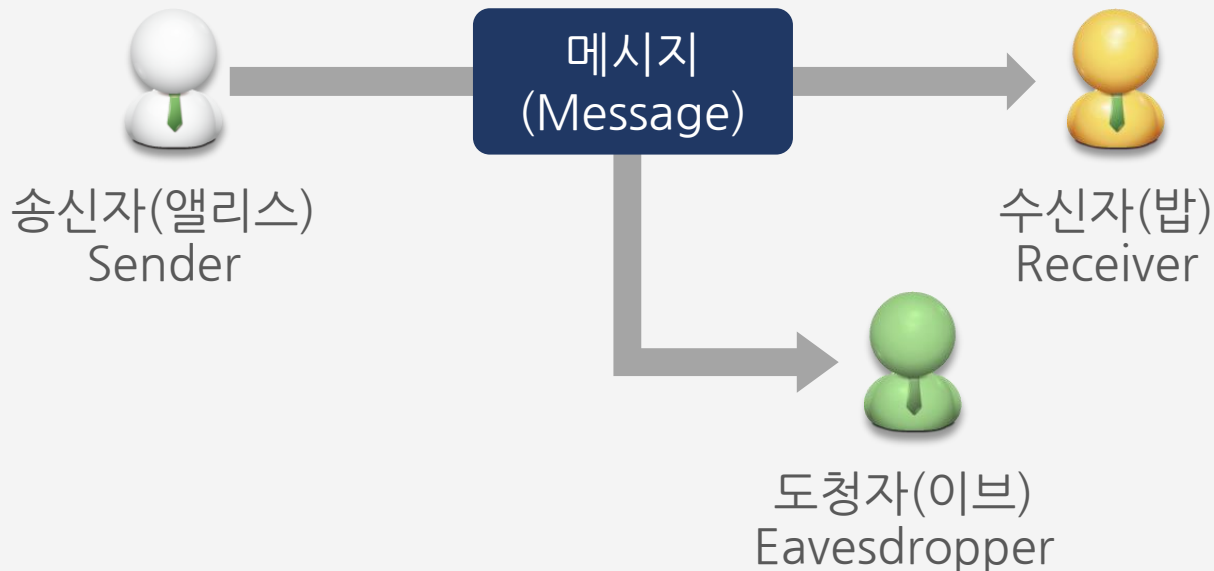 메시지
(Message)
송신자(앨리스)
Sender
수신자(밥)
Receiver
도청자(이브)
Eavesdropper